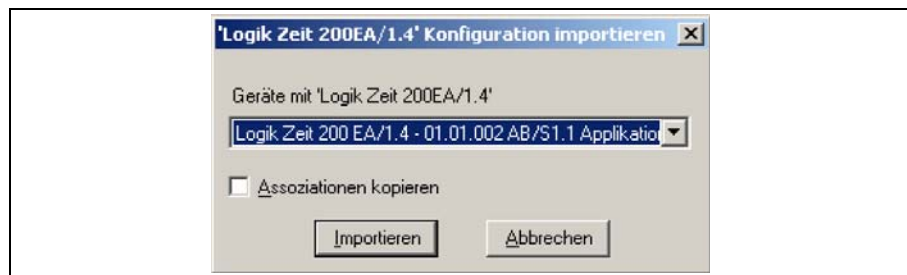 'Logik Zeit 200EA/1.4' Konfiguration importieren
Geräte mit 'Logik Zeit 200EA/1.4'
Logik Zeit 200 EA/1.4 - 01.01.002 AB/S1.1 Applikation
Assoziationen kopieren
Importieren Abbrechen